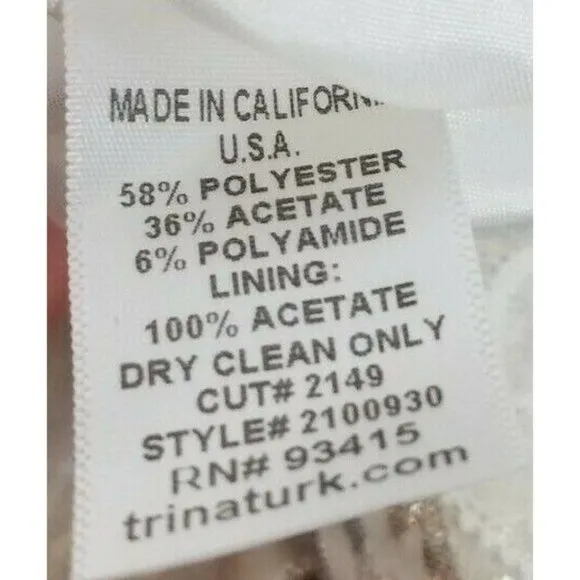 MADE IN CALIFORN
U.S.A.
58% POLYESTER
36% ACETATE
6% POLYAMIDE
LINING:
100% ACETATE
DRY CLEAN ONLY
CUT# 2149
STYLE# 2100930
RN# 93415
trinaturk.com